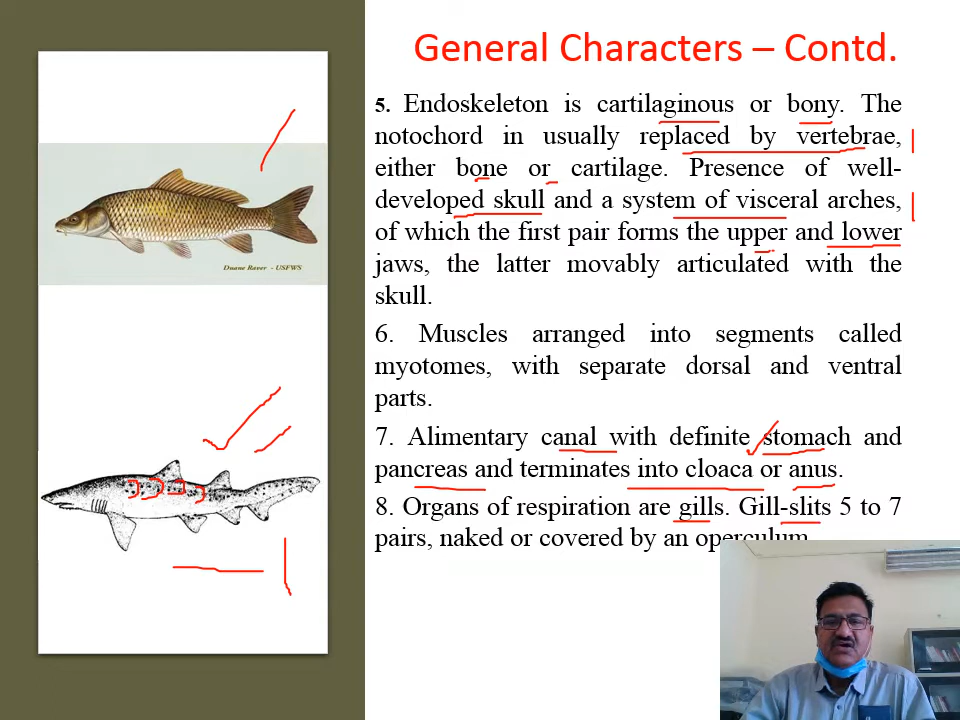 General Characters – Contd.
5. Endoskeleton is cartilaginous or bony. The
notochord in usually replaced by vertebrae,
either bone or cartilage. Presence of well-
developed skull and a system of visceral arches,
of which the first pair forms the upper and lower
jaws, the latter movably articulated with the
skull.
6. Muscles arranged into segments called
myotomes, with separate dorsal and ventral
parts.
7. Alimentary canal with definite stomach and
pancreas and terminates into cloaca or anus.
8. Organs of respiration are gills. Gill-slits 5 to 7
pairs, naked or covered by an operculum.
Duane Raver - USFWS